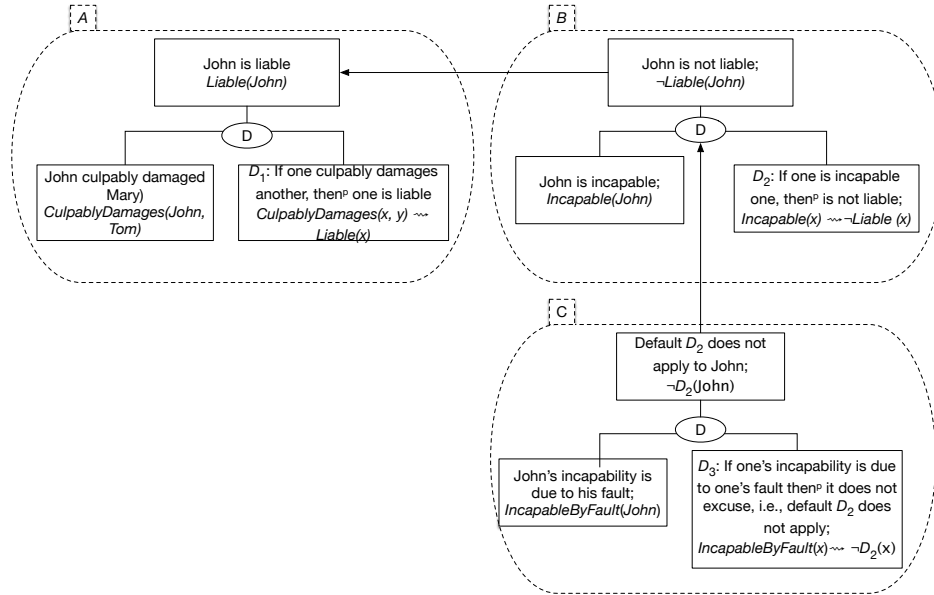 A
John is liable
Liable(John)
D
John culpably damaged
Mary)
CulpablyDamages(John,
Tom)
D1: If one culpably damages
another, thenᵖ one is liable
CulpablyDamages(x, y) ⇝
Liable(x)
B
John is not liable;
¬Liable(John)
D
John is incapable;
Incapable(John)
D2: If one is incapable
one, thenᵖ is not liable;
Incapable(x) ⇝ ¬Liable (x)
C
Default D2 does not
apply to John;
¬D2(John)
D
John's incapability is
due to his fault;
IncapableByFault(John)
D3: If one's incapability is due
to one's fault thenᵖ it does not
excuse, i.e., default D2 does
not apply;
IncapableByFault(x)⇝ ¬D2(x)